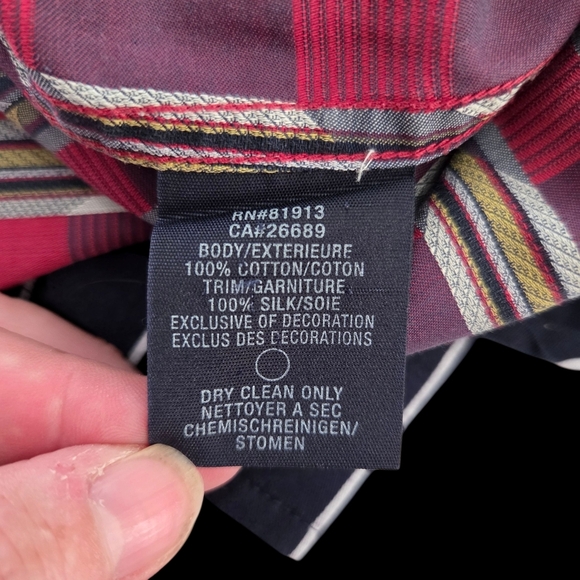 RN#81913
CA#26689
BODY/EXTERIEURE
100% COTTON/COTON
TRIM/GARNITURE
100% SILK/SOIE
EXCLUSIVE OF DECORATION
EXCLUS DES DECORATIONS
DRY CLEAN ONLY
NETTOYER A SEC
CHEMISCHREINIGEN/
STOMEN